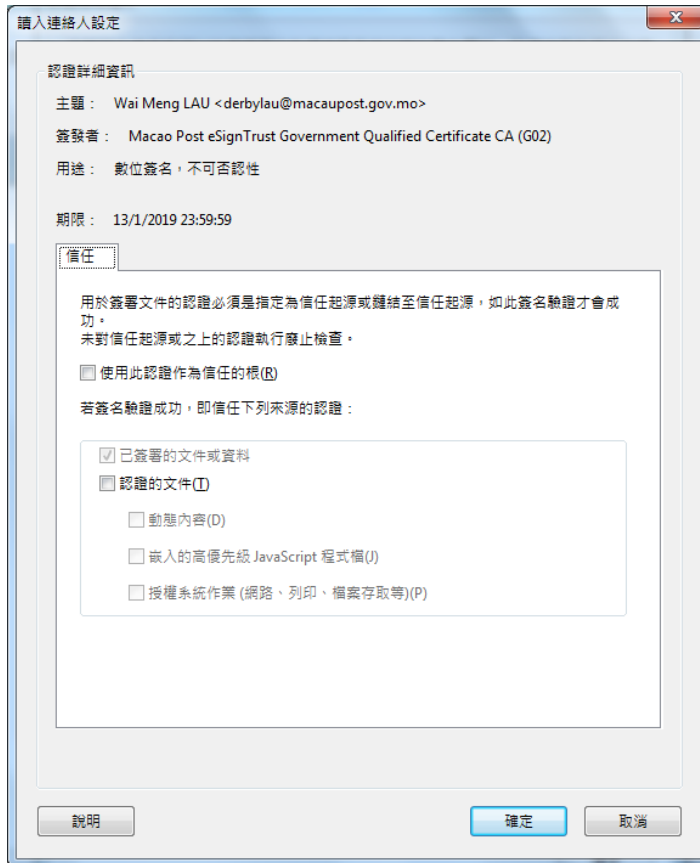 讀入連絡人設定
認證詳細資訊
主題： Wai Meng LAU <derbylau@macaupost.gov.mo>
簽發者： Macao Post eSignTrust Government Qualified Certificate CA (G02)
用途： 數位簽名，不可否認性
期限： 13/1/2019 23:59:59
信任
用於簽署文件的認證必須是指定為信任起源或鏈結至信任起源，如此簽名驗證才會成
功。
未對信任起源或之上的認證執行廢止檢查。
使用此認證作為信任的根(R)
若簽名驗證成功，即信任下列來源的認證：
已簽署的文件或資料
認證的文件(T)
動態內容(D)
嵌入的高優先級 JavaScript 程式檔(J)
授權系統作業 (網路、列印、檔案存取等)(P)
說明
確定
取消